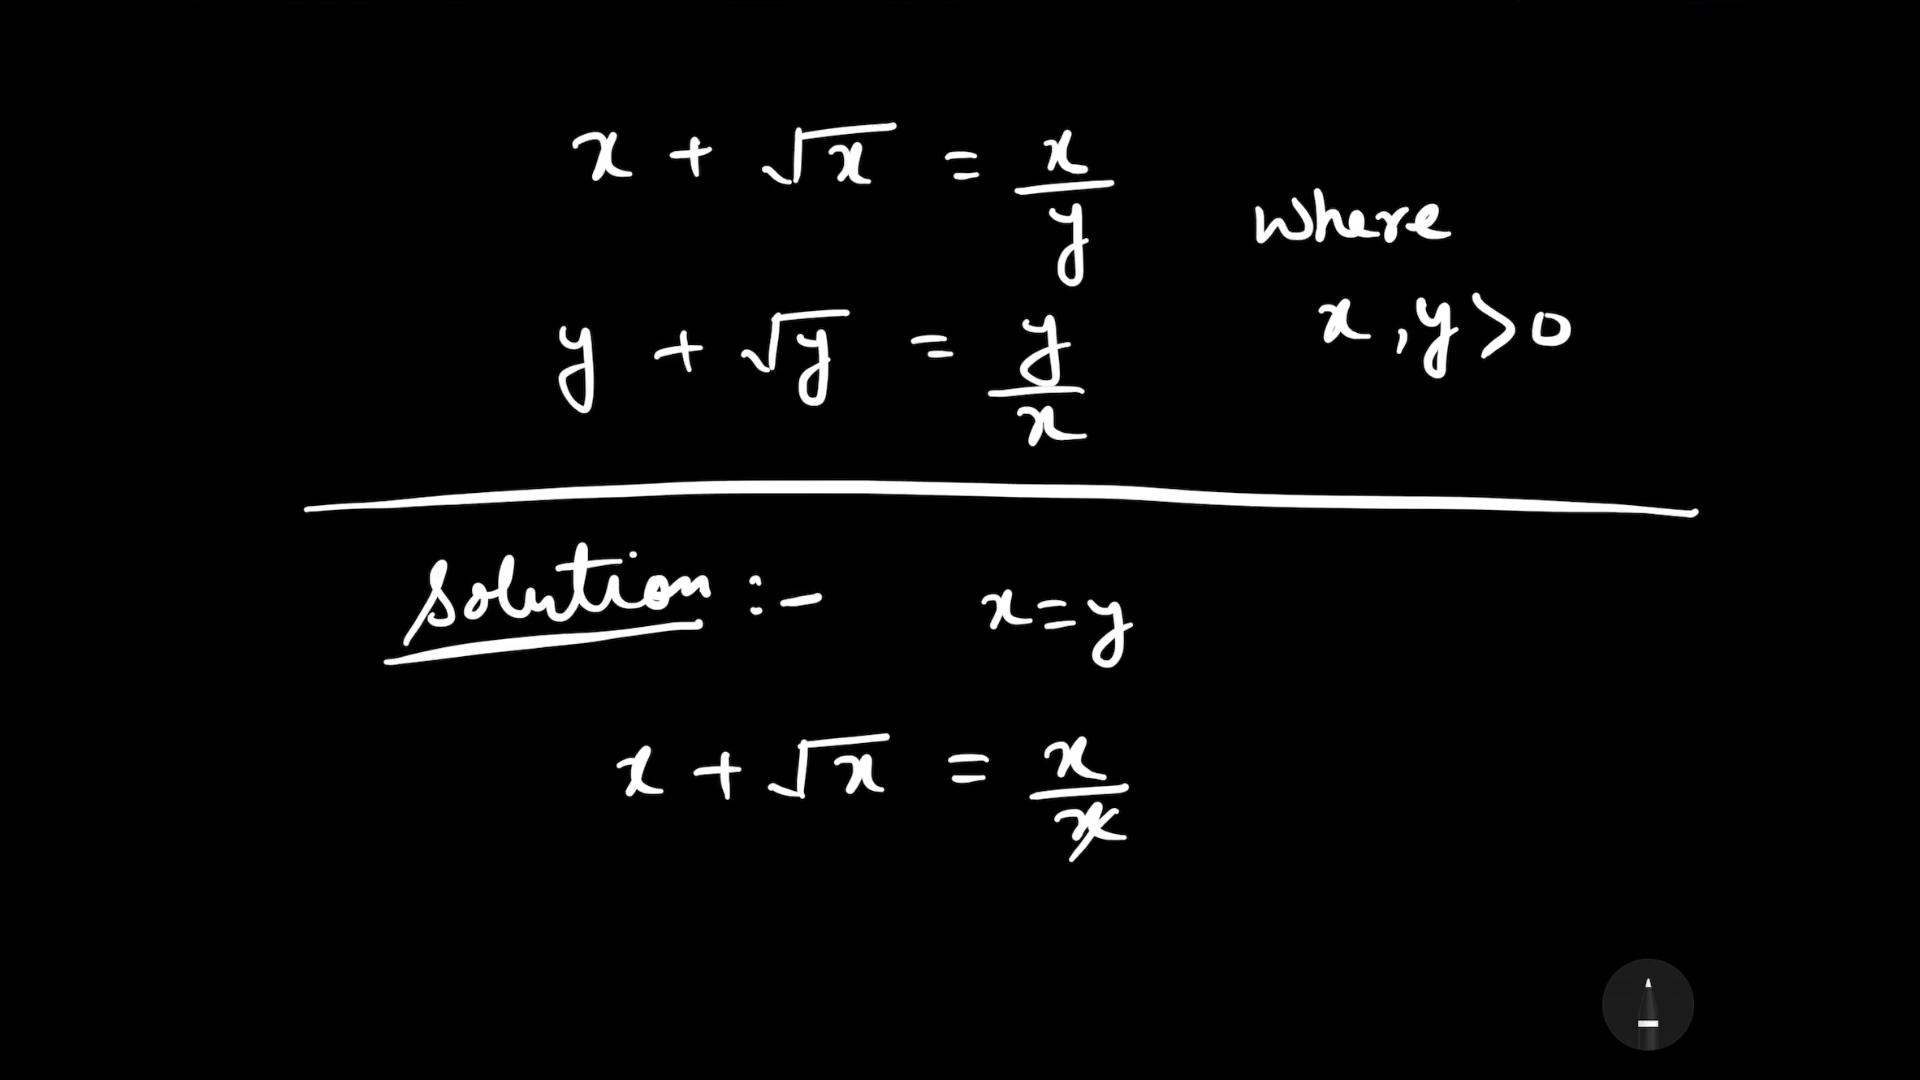 x + √x = x/y
where
x, y > 0
y + √y = y/x
Solution :- x = y
x + √x = x/x